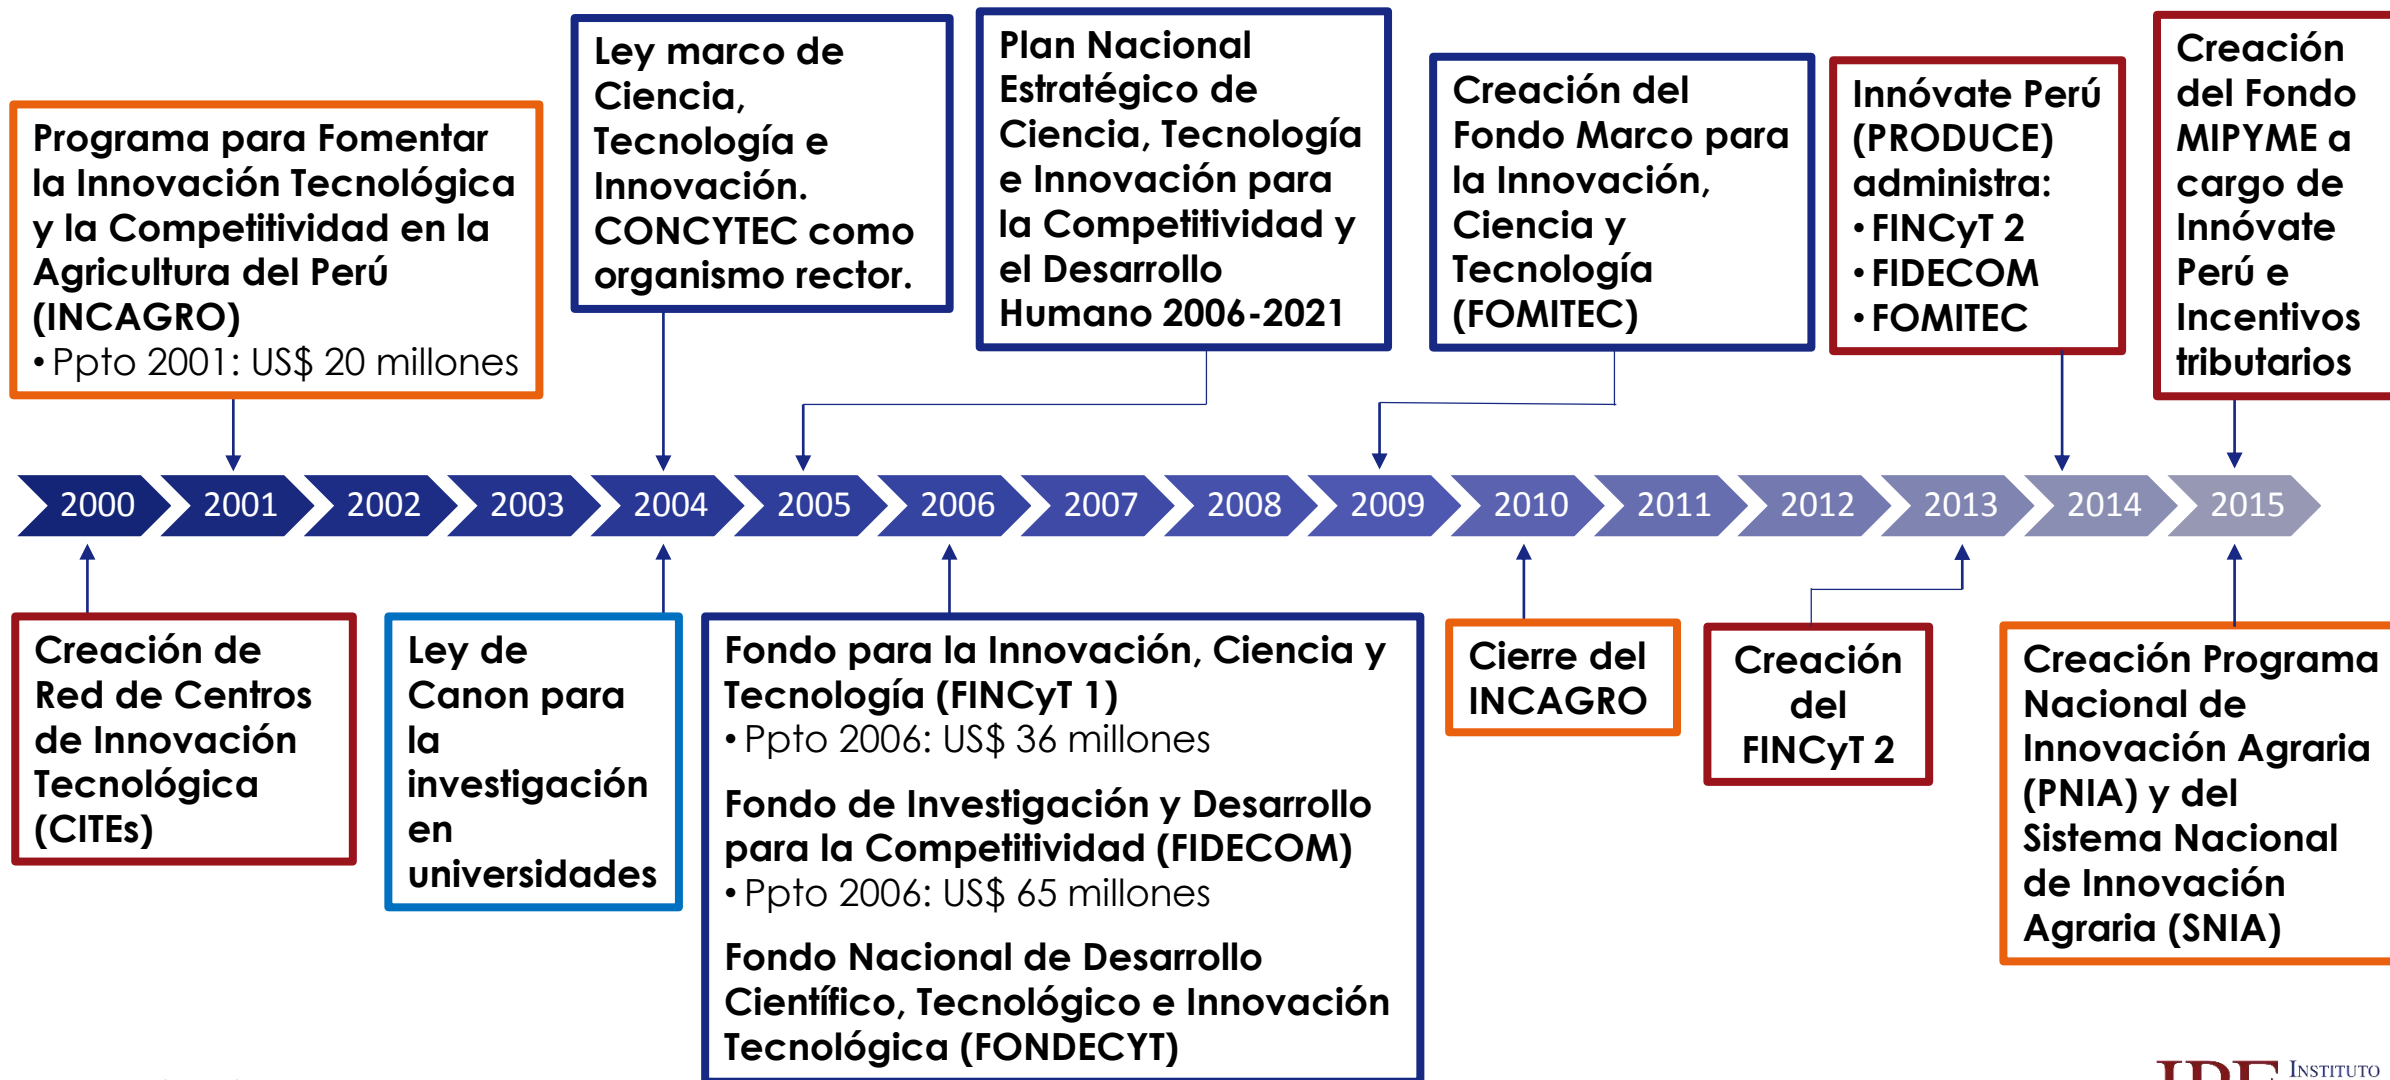 Programa para Fomentar
la Innovación Tecnológica
y la Competitividad en la
Agricultura del Perú
(INCAGRO)
• Ppto 2001: US$ 20 millones
Ley marco de
Ciencia,
Tecnología e
Innovación.
CONCYTEC como
organismo rector.
Plan Nacional
Estratégico de
Ciencia, Tecnología
e Innovación para
la Competitividad y
el Desarrollo
Humano 2006-2021
Creación del
Fondo Marco para
la Innovación,
Ciencia y
Tecnología
(FOMITEC)
Innóvate Perú
(PRODUCE)
administra:
• FINCyT 2
• FIDECOM
• FOMITEC
Creación
del Fondo
MIPYME a
cargo de
Innóvate
Perú e
Incentivos
tributarios
2000 2001 2002 2003 2004 2005 2006 2007 2008 2009 2010 2011 2012 2013 2014 2015
Creación de
Red de Centros
de Innovación
Tecnológica
(CITEs)
Ley de
Canon para
la
investigación
en
universidades
Fondo para la Innovación, Ciencia y
Tecnología (FINCyT 1)
• Ppto 2006: US$ 36 millones
Fondo de Investigación y Desarrollo
para la Competitividad (FIDECOM)
• Ppto 2006: US$ 65 millones
Fondo Nacional de Desarrollo
Científico, Tecnológico e Innovación
Tecnológica (FONDECYT)
Cierre del
INCAGRO
Creación
del
FINCyT 2
Creación Programa
Nacional de
Innovación Agraria
(PNIA) y del
Sistema Nacional
de Innovación
Agraria (SNIA)
IPE INSTITUTO